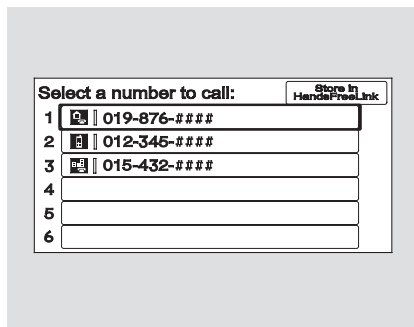 Select a number to call:
Store in
HandsFreeLink
1 019-876-####
2 012-345-####
3 015-432-####
4
5
6